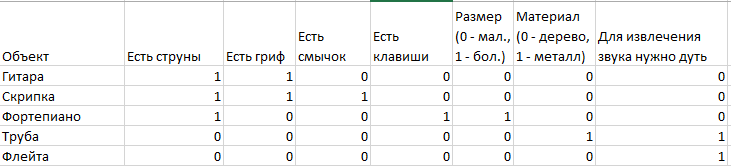 Объект	Есть струны	Есть гриф	Есть смычок	Есть клавиши	Размер (0 - мал., 1 - бол.)	Материал (0 - дерево, 1 - металл)	Для извлечения звука нужно дуть
Гитара	1	1	0	0	0	0	0
Скрипка	1	1	1	0	0	0	0
Фортепиано	1	0	0	1	1	0	0
Труба	0	0	0	0	0	1	1
Флейта	0	0	0	0	0	0	1